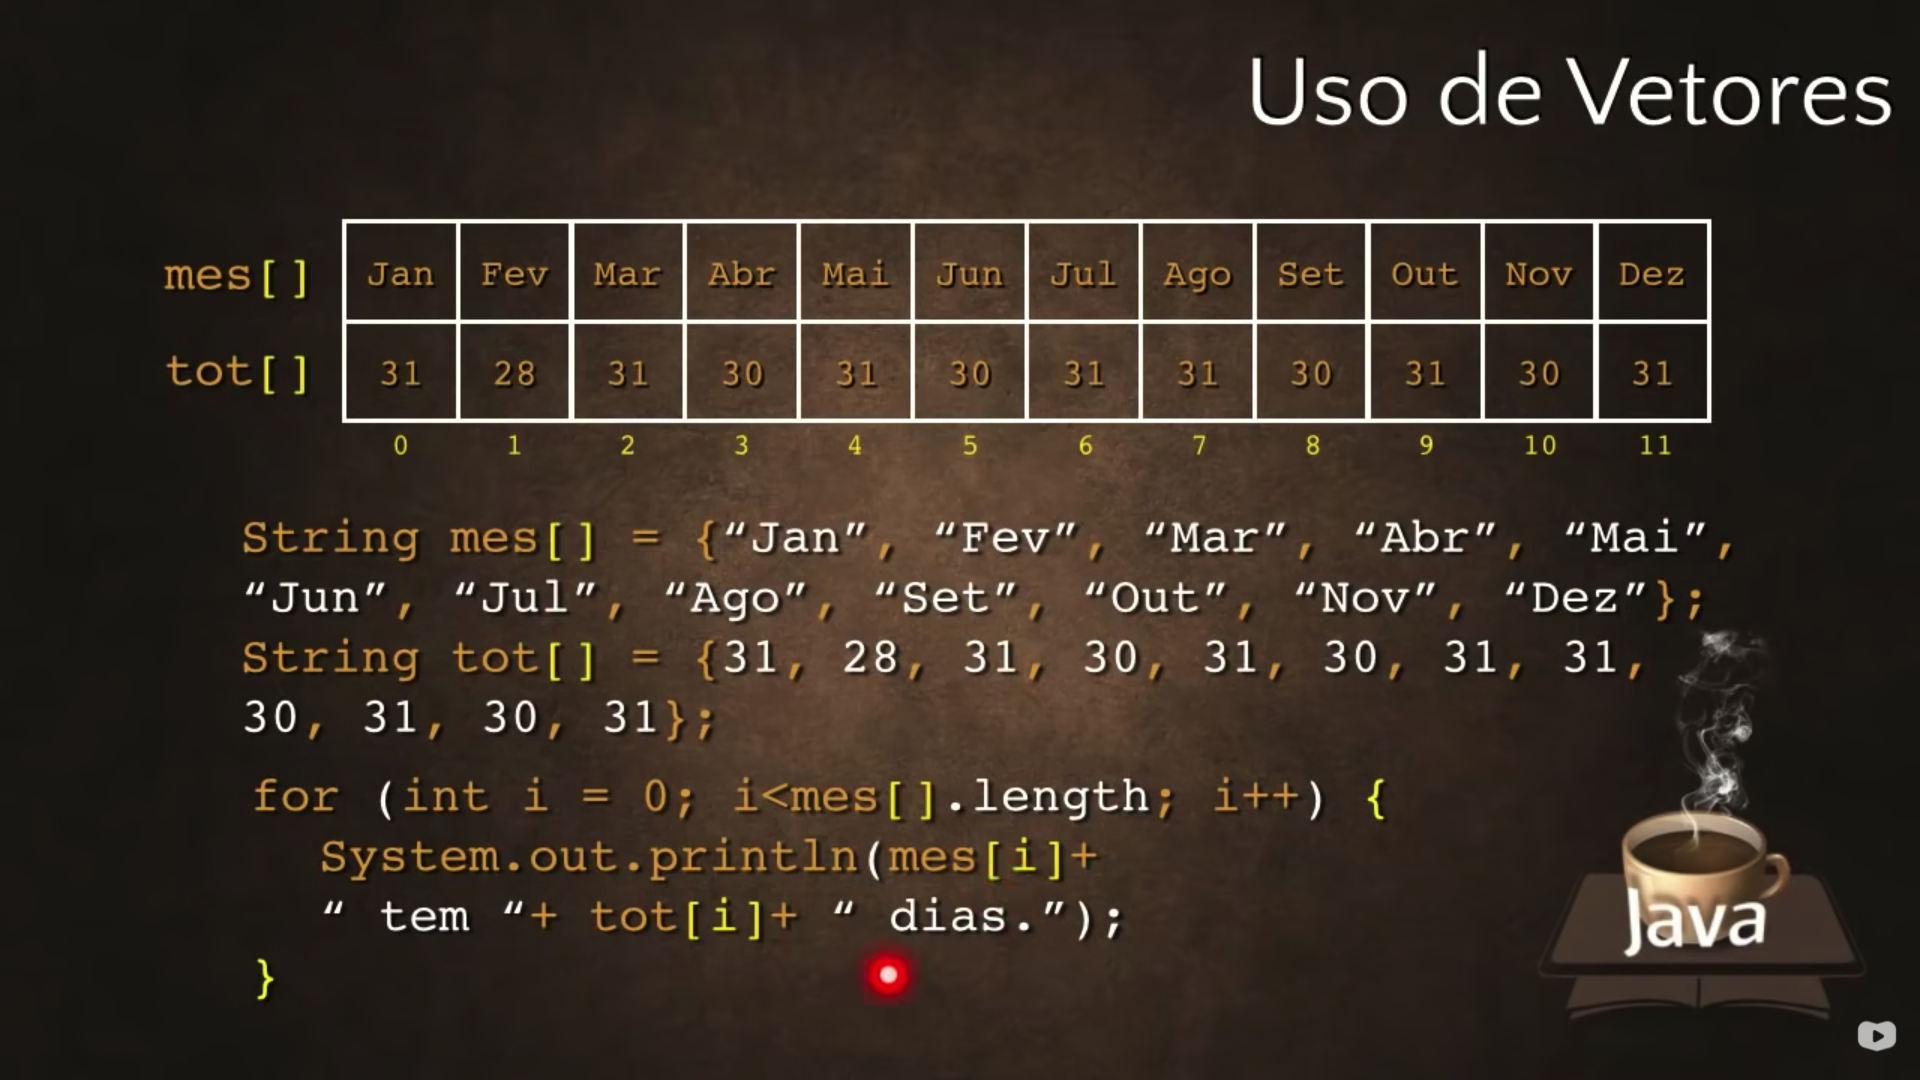 Uso de Vetores
mes[] Jan Fev Mar Abr Mai Jun Jul Ago Set Out Nov Dez
tot[] 31 28 31 30 31 30 31 31 30 31 30 31
0 1 2 3 4 5 6 7 8 9 10 11
String mes[] = {“Jan”, “Fev”, “Mar”, “Abr”, “Mai”,
“Jun”, “Jul”, “Ago”, “Set”, “Out”, “Nov”, “Dez”};
String tot[] = {31, 28, 31, 30, 31, 30, 31, 31,
30, 31, 30, 31};
for (int i = 0; i<mes[].length; i++) {
System.out.println(mes[i]+
“ tem “+ tot[i]+ “ dias.”);
}
Java